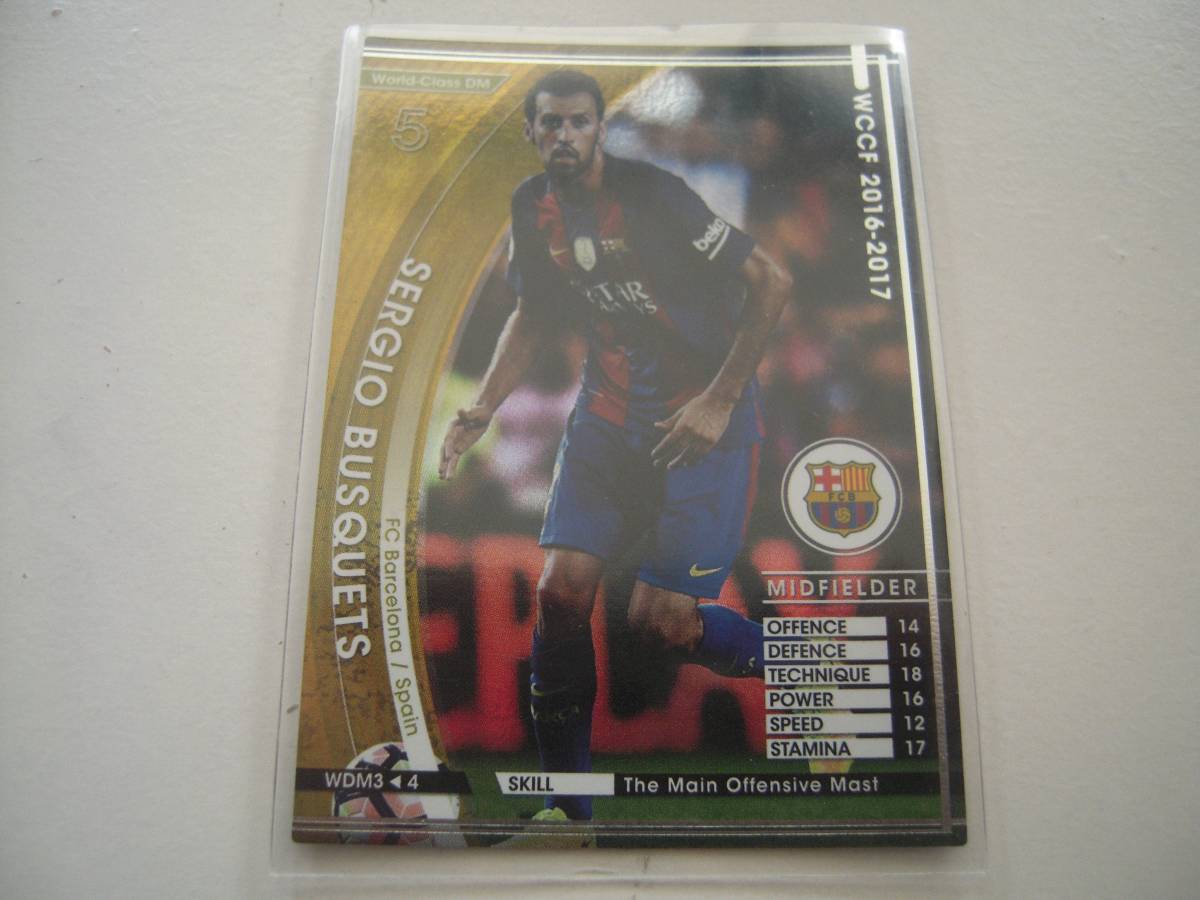 World-Class DM
5
WCCF 2016-2017
SERGIO BUSQUETS
FC Barcelona / Spain
beko
FCB
MIDFIELDER
OFFENCE 14
DEFENCE 16
TECHNIQUE 18
POWER 16
SPEED 12
STAMINA 17
WDM3 ◀ 4
SKILL The Main Offensive Mast